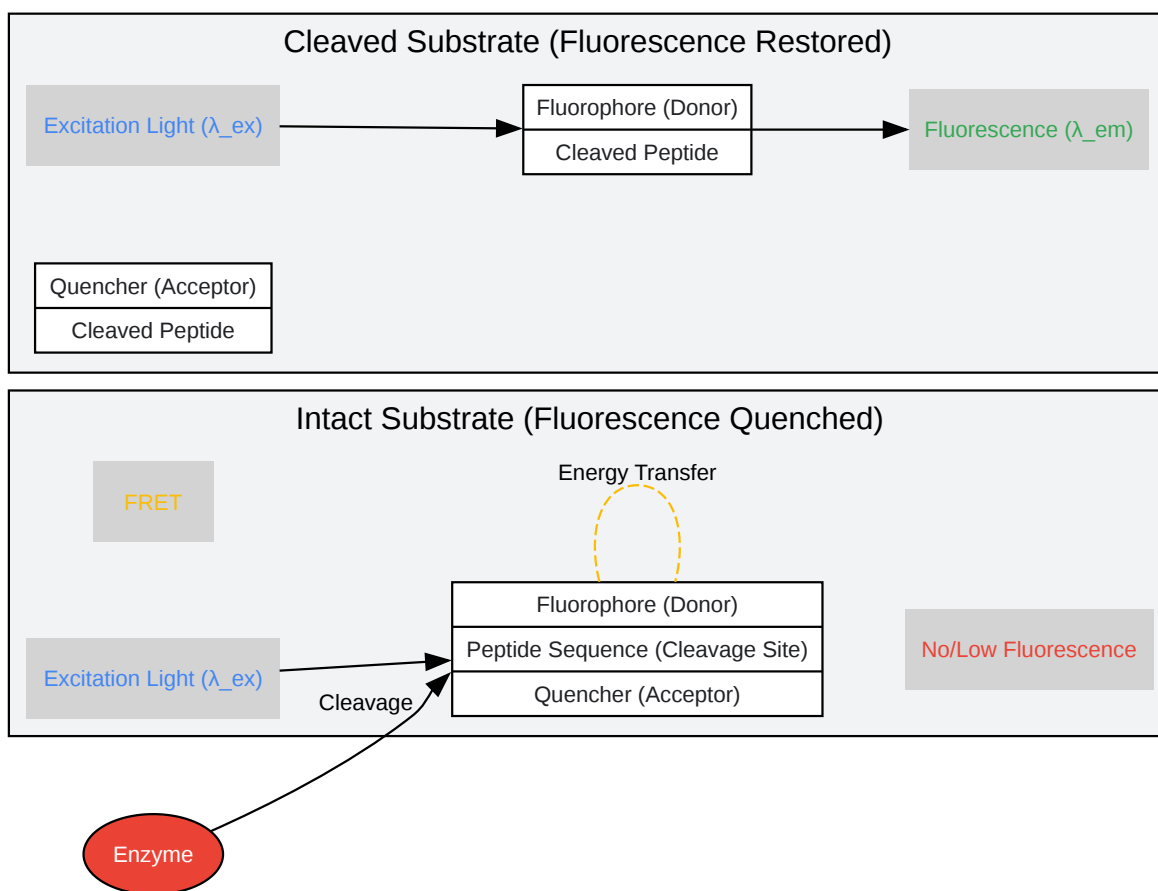 Cleaved Substrate (Fluorescence Restored)
Excitation Light (λ_ex)
Fluorophore (Donor)
Cleaved Peptide
Fluorescence (λ_em)
Quencher (Acceptor)
Cleaved Peptide
Intact Substrate (Fluorescence Quenched)
FRET
Energy Transfer
Fluorophore (Donor)
Peptide Sequence (Cleavage Site)
Quencher (Acceptor)
Excitation Light (λ_ex)
No/Low Fluorescence
Cleavage
Enzyme